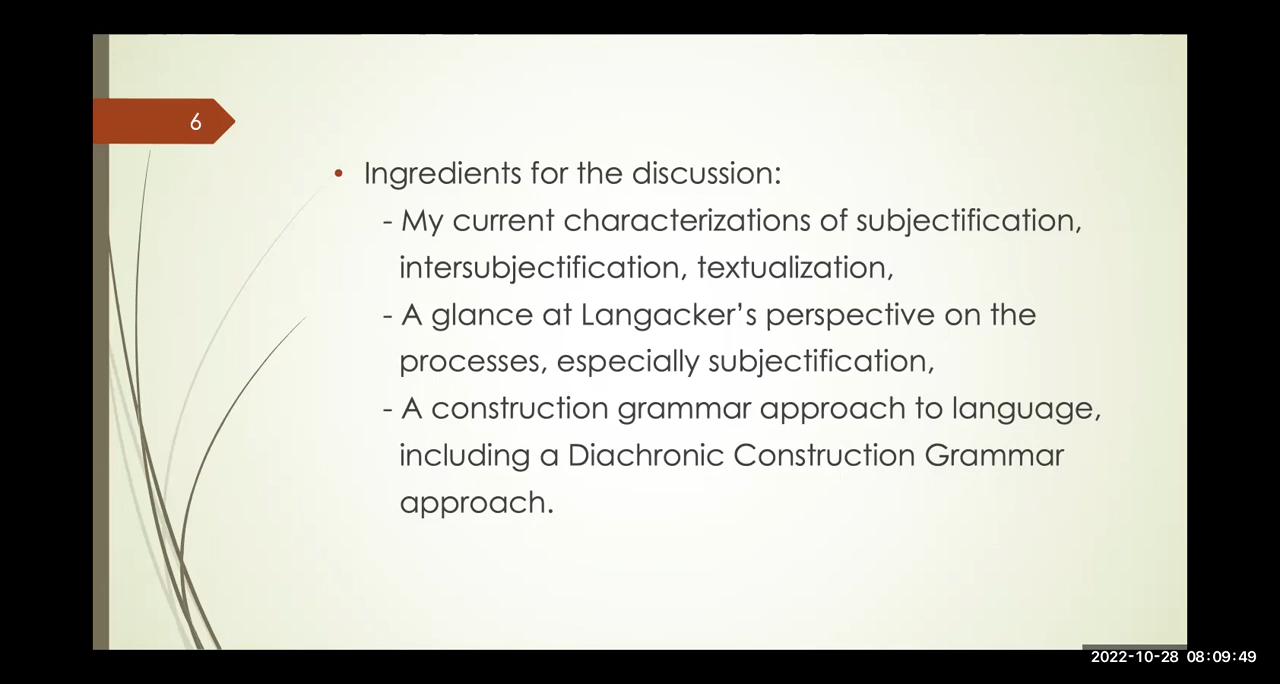 6
• Ingredients for the discussion:
- My current characterizations of subjectification,
intersubjectification, textualization,
- A glance at Langacker’s perspective on the
processes, especially subjectification,
- A construction grammar approach to language,
including a Diachronic Construction Grammar
approach.
2022-10-28 08:09:49